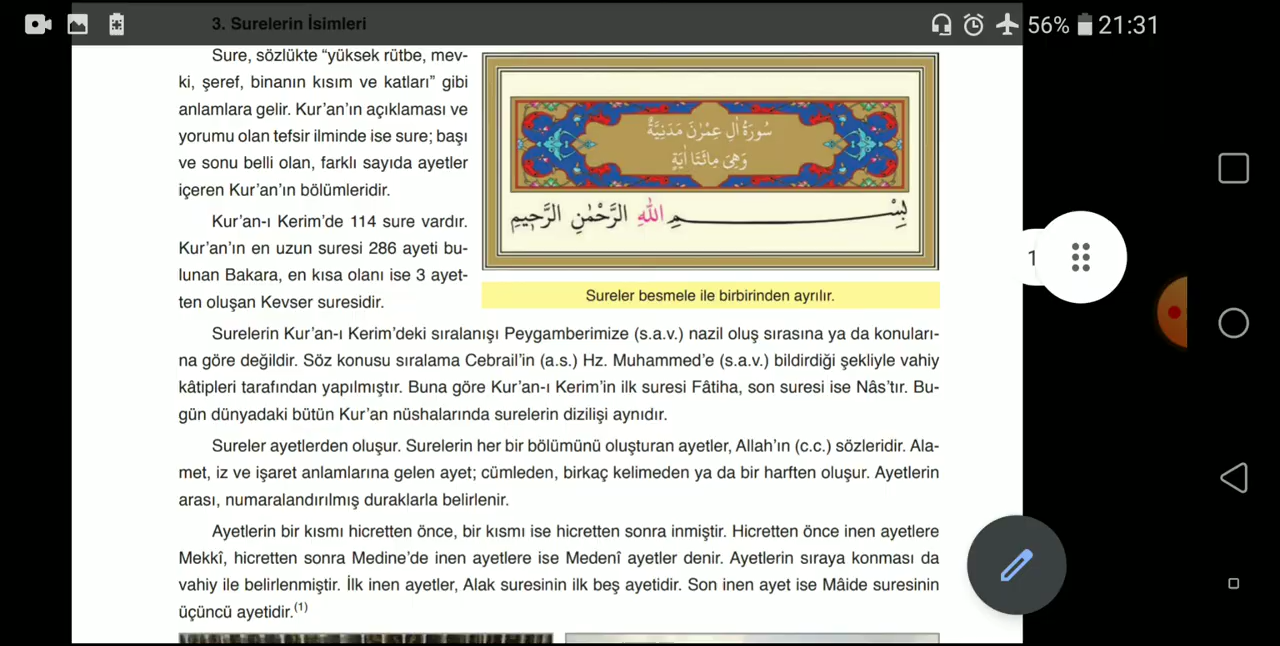 3. Surelerin İsimleri
56%
21:31
Sure, sözlükte “yüksek rütbe, mev-
ki, şeref, binanın kısım ve katları” gibi
anlamlara gelir. Kur’an’ın açıklaması ve
yorumu olan tefsir ilminde ise sure; başı
ve sonu belli olan, farklı sayıda ayetler
içeren Kur’an’ın bölümleridir.
Kur’an-ı Kerim’de 114 sure vardır.
Kur’an’ın en uzun suresi 286 ayeti bu-
lunan Bakara, en kısa olanı ise 3 ayet-
ten oluşan Kevser suresidir.
سُورَةُ اٰلِ عِمْرٰنَ مَدَنِيَّةٌ
وَهِىَ مِائَتَا اٰيَةٍ
بِسْمِ اللّٰهِ الرَّحْمٰنِ الرَّحِيمِ
Sureler besmele ile birbirinden ayrılır.
1
Surelerin Kur’an-ı Kerim’deki sıralanışı Peygamberimize (s.a.v.) nazil oluş sırasına ya da konuları-
na göre değildir. Söz konusu sıralama Cebrail’in (a.s.) Hz. Muhammed’e (s.a.v.) bildirdiği şekliyle vahiy
kâtipleri tarafından yapılmıştır. Buna göre Kur’an-ı Kerim’in ilk suresi Fâtiha, son suresi ise Nâs’tır. Bu-
gün dünyadaki bütün Kur’an nüshalarında surelerin dizilişi aynıdır.
Sureler ayetlerden oluşur. Surelerin her bir bölümünü oluşturan ayetler, Allah’ın (c.c.) sözleridir. Ala-
met, iz ve işaret anlamlarına gelen ayet; cümleden, birkaç kelimeden ya da bir harften oluşur. Ayetlerin
arası, numaralandırılmış duraklarla belirlenir.
Ayetlerin bir kısmı hicretten önce, bir kısmı ise hicretten sonra inmiştir. Hicretten önce inen ayetlere
Mekkî, hicretten sonra Medine’de inen ayetlere ise Medenî ayetler denir. Ayetlerin sıraya konması da
vahiy ile belirlenmiştir. İlk inen ayetler, Alak suresinin ilk beş ayetidir. Son inen ayet ise Mâide suresinin
üçüncü ayetidir.(1)